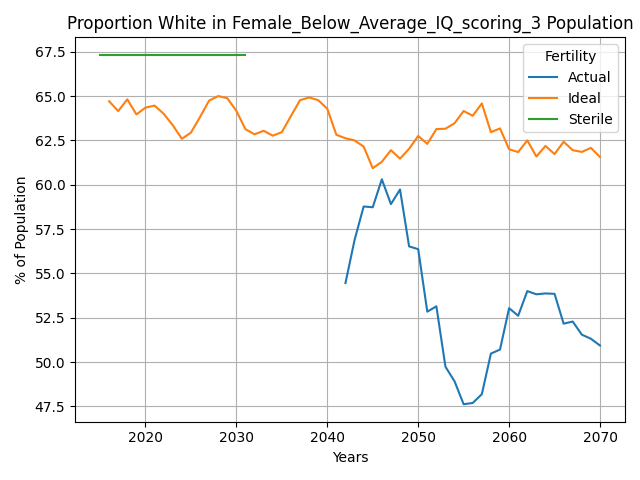 Proportion White in Female_Below_Average_IQ_scoring_3 Population
Fertility
Actual
Ideal
Sterile
% of Population
67.5
65.0
62.5
60.0
57.5
55.0
52.5
50.0
47.5
2020 2030 2040 2050 2060 2070
Years